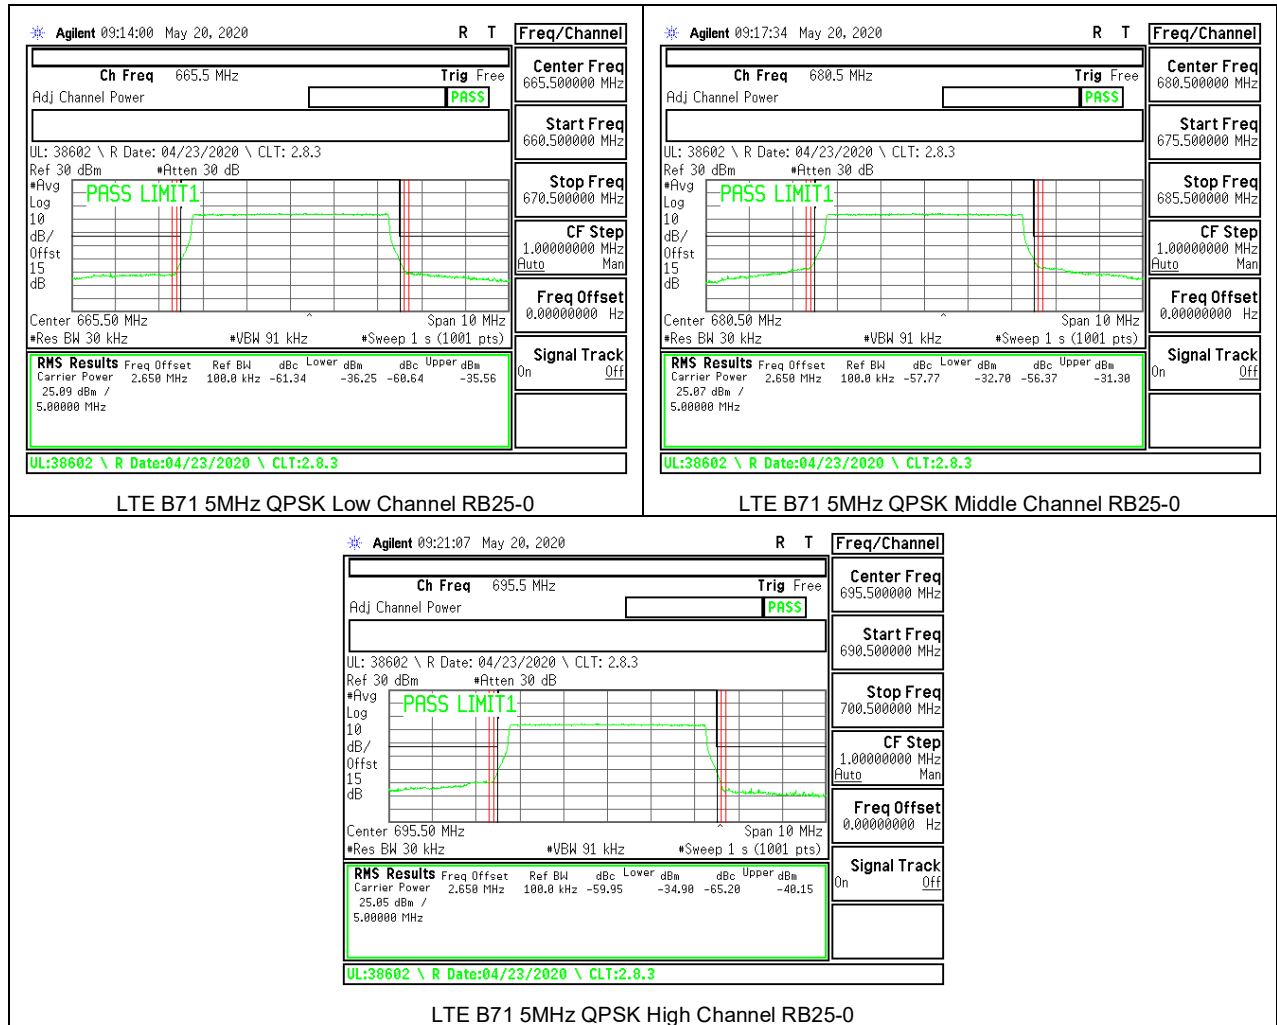 Agilent 09:14:00 May 20, 2020 R T
Freq/Channel
Ch Freq 665.5 MHz Trig Free
Adj Channel Power PASS
UL: 38602 \ R Date: 04/23/2020 \ CLT: 2.8.3
Ref 30 dBm #Atten 30 dB
#Avg
Log
10
dB/
Offst
15
dB
PASS LIMIT1
Center 665.50 MHz Span 10 MHz
#Res BW 30 kHz #VBW 91 kHz #Sweep 1 s (1001 pts)
RMS Results Freq Offset Ref BW dBc Lower dBm dBc Upper dBm
Carrier Power 2.650 MHz 100.0 kHz -61.34 -36.25 -60.64 -35.56
25.09 dBm /
5.00000 MHz
UL:38602 \ R Date:04/23/2020 \ CLT:2.8.3
Center Freq
665.500000 MHz
Start Freq
660.500000 MHz
Stop Freq
670.500000 MHz
CF Step
1.00000000 MHz
Auto Man
Freq Offset
0.00000000 Hz
Signal Track
On Off
LTE B71 5MHz QPSK Low Channel RB25-0
Agilent 09:17:34 May 20, 2020 R T
Freq/Channel
Ch Freq 680.5 MHz Trig Free
Adj Channel Power PASS
UL: 38602 \ R Date: 04/23/2020 \ CLT: 2.8.3
Ref 30 dBm #Atten 30 dB
#Avg
Log
10
dB/
Offst
15
dB
PASS LIMIT1
Center 680.50 MHz Span 10 MHz
#Res BW 30 kHz #VBW 91 kHz #Sweep 1 s (1001 pts)
RMS Results Freq Offset Ref BW dBc Lower dBm dBc Upper dBm
Carrier Power 2.650 MHz 100.0 kHz -57.77 -32.70 -56.37 -31.30
25.07 dBm /
5.00000 MHz
UL:38602 \ R Date:04/23/2020 \ CLT:2.8.3
Center Freq
680.500000 MHz
Start Freq
675.500000 MHz
Stop Freq
685.500000 MHz
CF Step
1.00000000 MHz
Auto Man
Freq Offset
0.00000000 Hz
Signal Track
On Off
LTE B71 5MHz QPSK Middle Channel RB25-0
Agilent 09:21:07 May 20, 2020 R T
Freq/Channel
Ch Freq 695.5 MHz Trig Free
Adj Channel Power PASS
UL: 38602 \ R Date: 04/23/2020 \ CLT: 2.8.3
Ref 30 dBm #Atten 30 dB
#Avg
Log
10
dB/
Offst
15
dB
PASS LIMIT1
Center 695.50 MHz Span 10 MHz
#Res BW 30 kHz #VBW 91 kHz #Sweep 1 s (1001 pts)
RMS Results Freq Offset Ref BW dBc Lower dBm dBc Upper dBm
Carrier Power 2.650 MHz 100.0 kHz -59.95 -34.90 -65.20 -40.15
25.05 dBm /
5.00000 MHz
UL:38602 \ R Date:04/23/2020 \ CLT:2.8.3
Center Freq
695.500000 MHz
Start Freq
690.500000 MHz
Stop Freq
700.500000 MHz
CF Step
1.00000000 MHz
Auto Man
Freq Offset
0.00000000 Hz
Signal Track
On Off
LTE B71 5MHz QPSK High Channel RB25-0